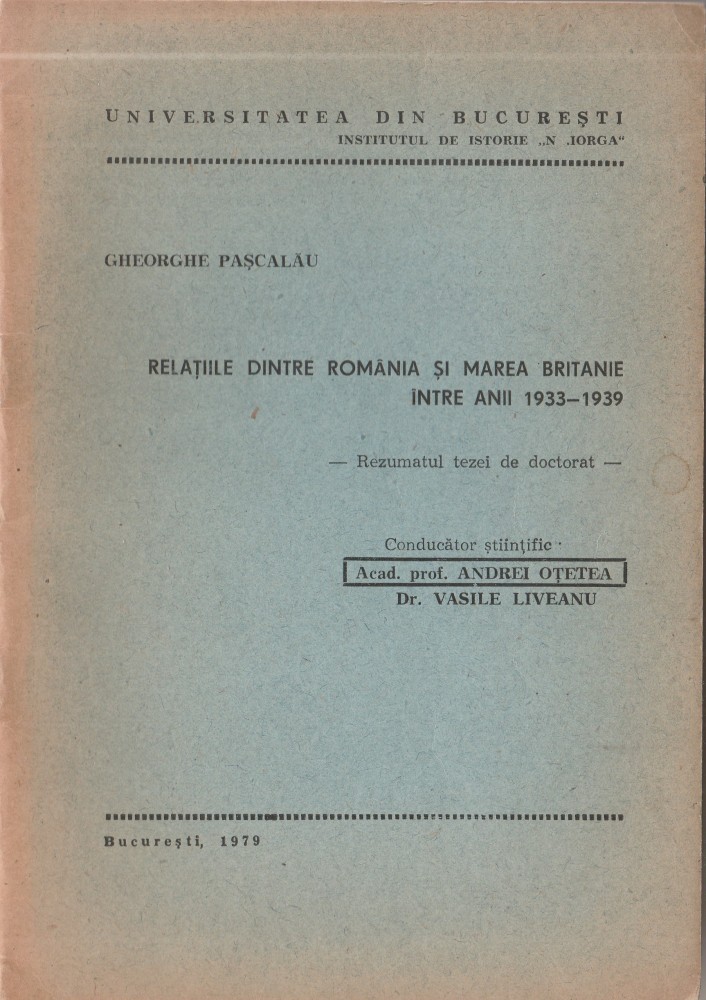 UNIVERSITATEA DIN BUCUREŞTI
INSTITUTUL DE ISTORIE „N .IORGA"
GHEORGHE PAŞCALĂU
RELAŢIILE DINTRE ROMÂNIA ŞI MAREA BRITANIE
ÎNTRE ANII 1933–1939
— Rezumatul tezei de doctorat —
Conducător ştiinţific
Acad. prof. ANDREI OŢETEA
Dr. VASILE LIVEANU
Bucureşti, 1979